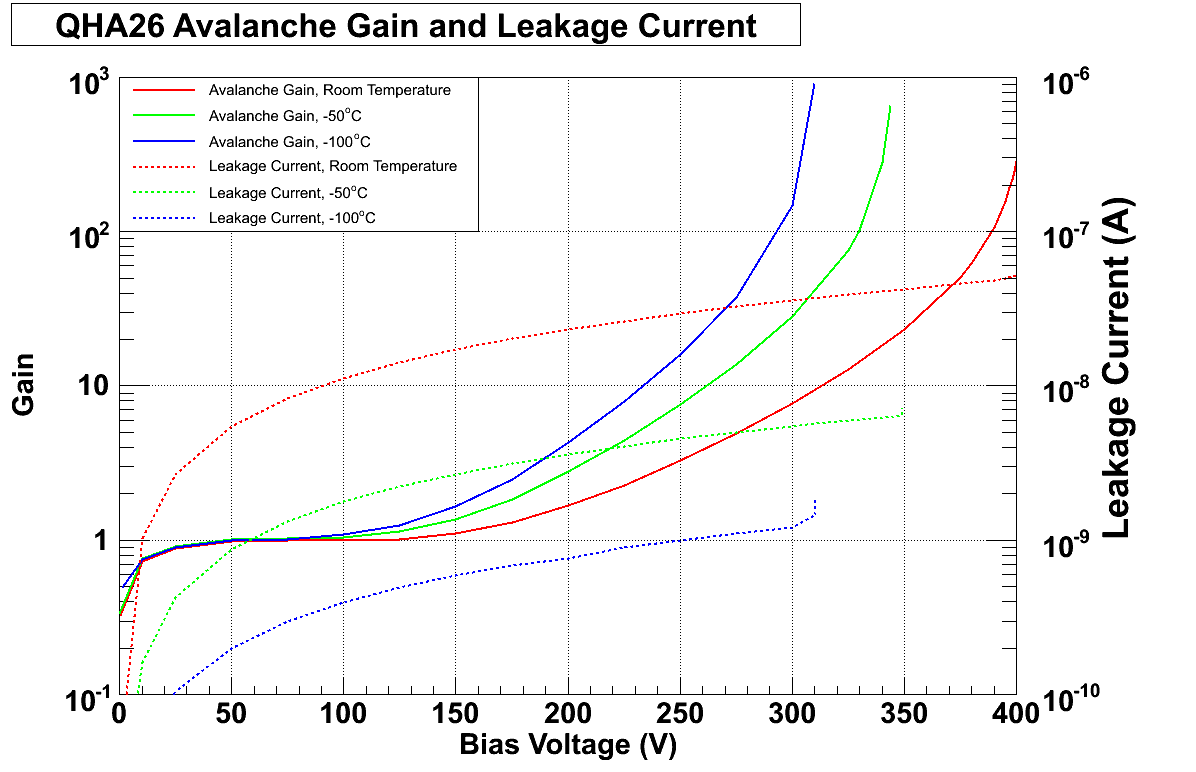 QHA26 Avalanche Gain and Leakage Current
Avalanche Gain, Room Temperature
Avalanche Gain, -50°C
Avalanche Gain, -100°C
Leakage Current, Room Temperature
Leakage Current, -50°C
Leakage Current, -100°C
10³
10²
10
1
10⁻¹
Gain
0 50 100 150 200 250 300 350 400
Bias Voltage (V)
10⁻⁶
10⁻⁷
10⁻⁸
10⁻⁹
10⁻¹⁰
Leakage Current (A)